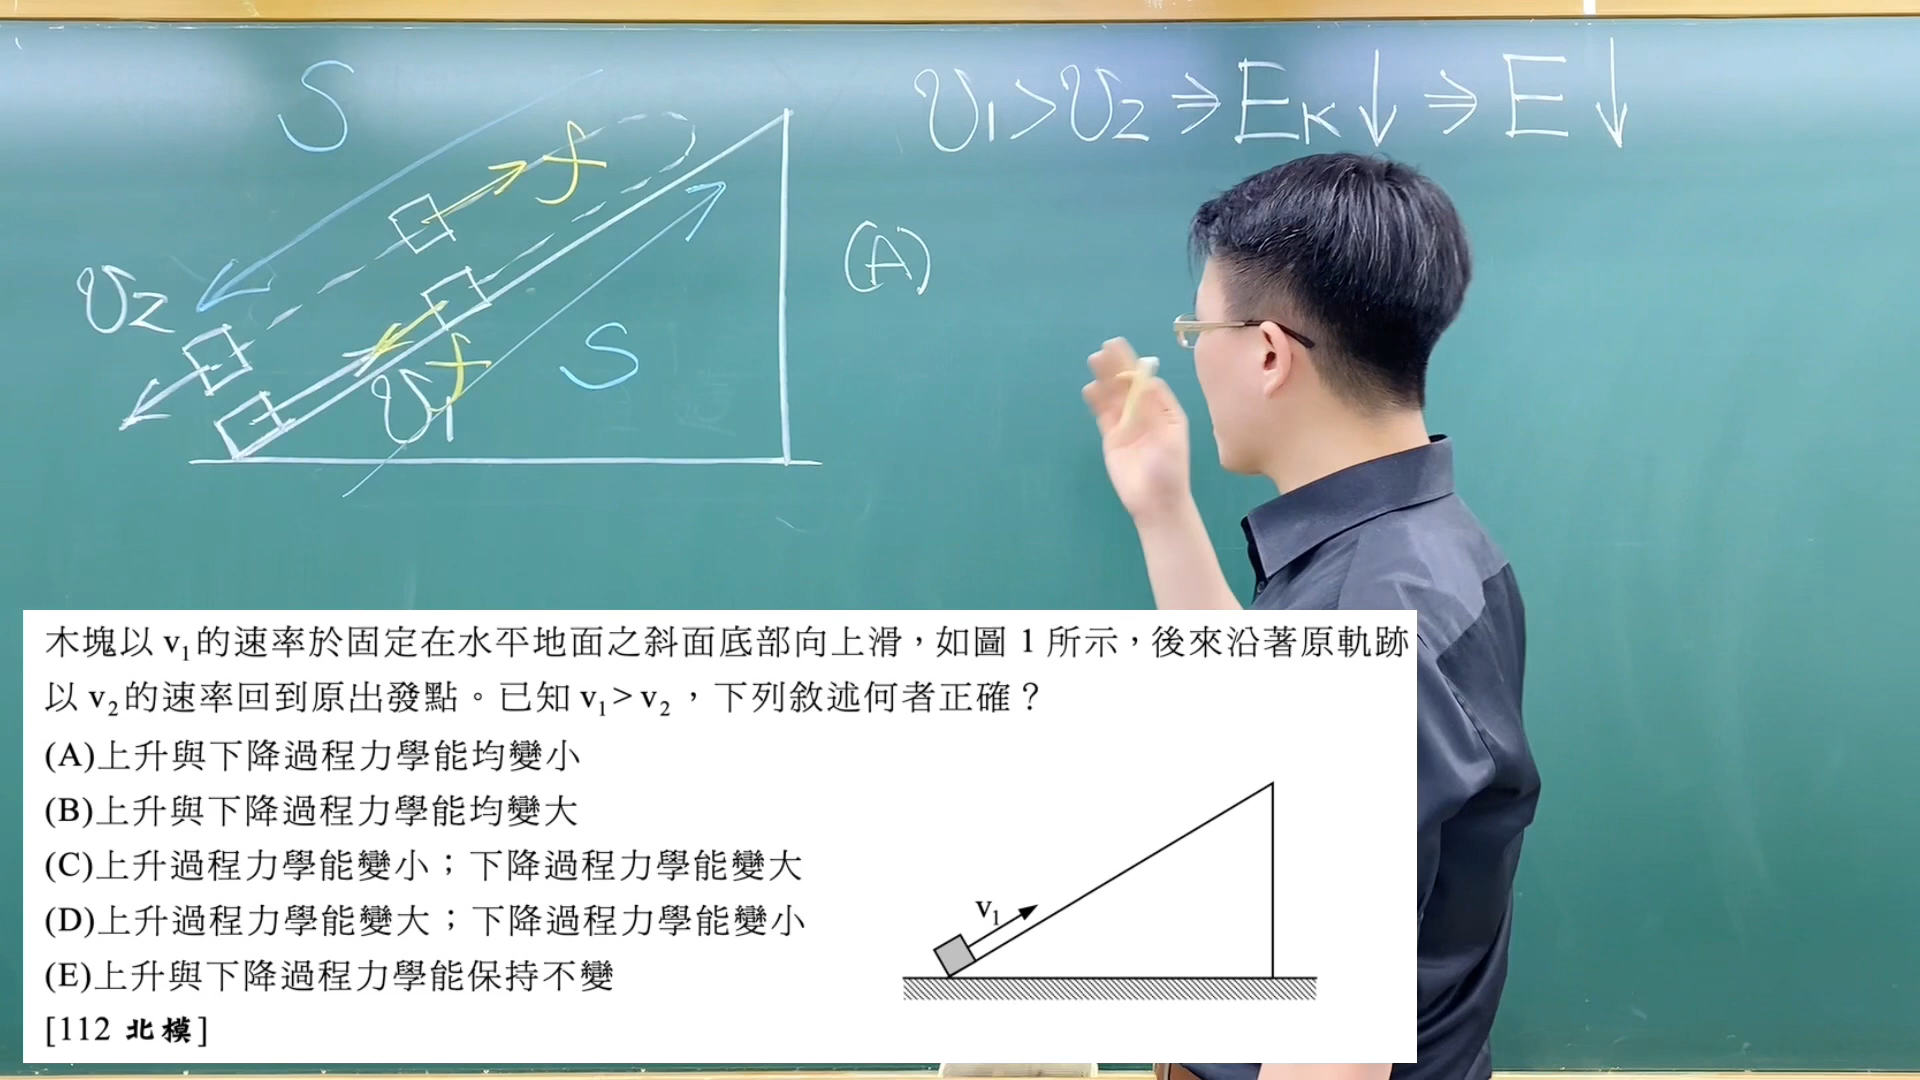 S
v₁>v₂⇒E_K↓⇒E↓
f
v₂
(A)
f
S
v₁
木塊以 v₁的速率於固定在水平地面之斜面底部向上滑，如圖 1 所示，後來沿著原軌跡
以 v₂的速率回到原出發點。已知 v₁>v₂，下列敘述何者正確？
(A)上升與下降過程力學能均變小
(B)上升與下降過程力學能均變大
(C)上升過程力學能變小；下降過程力學能變大
(D)上升過程力學能變大；下降過程力學能變小
(E)上升與下降過程力學能保持不變
[112 北模]
v₁